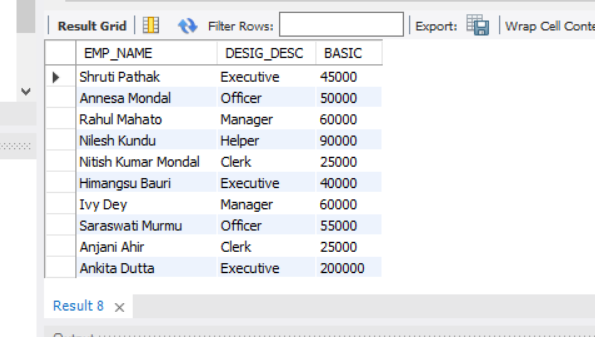 Result Grid Filter Rows: Export: Wrap Cell Conte
EMP_NAME DESIG_DESC BASIC
Shruti Pathak Executive 45000
Annesa Mondal Officer 50000
Rahul Mahato Manager 60000
Nilesh Kundu Helper 90000
Nitish Kumar Mondal Clerk 25000
Himangsu Bauri Executive 40000
Ivy Dey Manager 60000
Saraswati Murmu Officer 55000
Anjani Ahir Clerk 25000
Ankita Dutta Executive 200000
Result 8